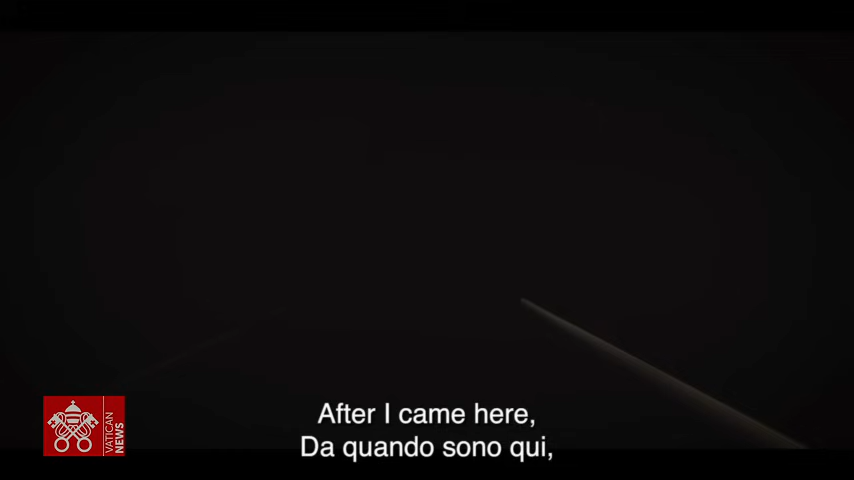 After I came here,
Da quando sono qui,
VATICAN
NEWS